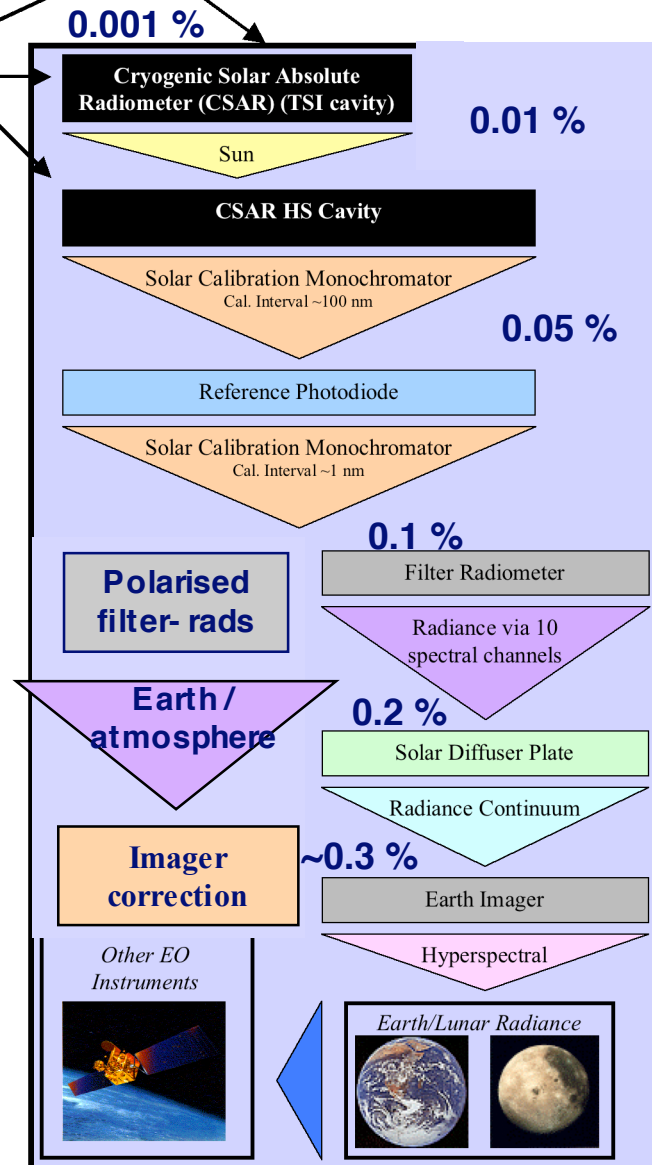 0.001 %
Cryogenic Solar Absolute
Radiometer (CSAR) (TSI cavity)
0.01 %
Sun
CSAR HS Cavity
Solar Calibration Monochromator
Cal. Interval ~100 nm
0.05 %
Reference Photodiode
Solar Calibration Monochromator
Cal. Interval ~1 nm
0.1 %
Polarised
filter- rads
Filter Radiometer
Radiance via 10
spectral channels
Earth /
atmosphere
0.2 %
Solar Diffuser Plate
Radiance Continuum
Imager
correction
~0.3 %
Earth Imager
Hyperspectral
Other EO
Instruments
Earth/Lunar Radiance